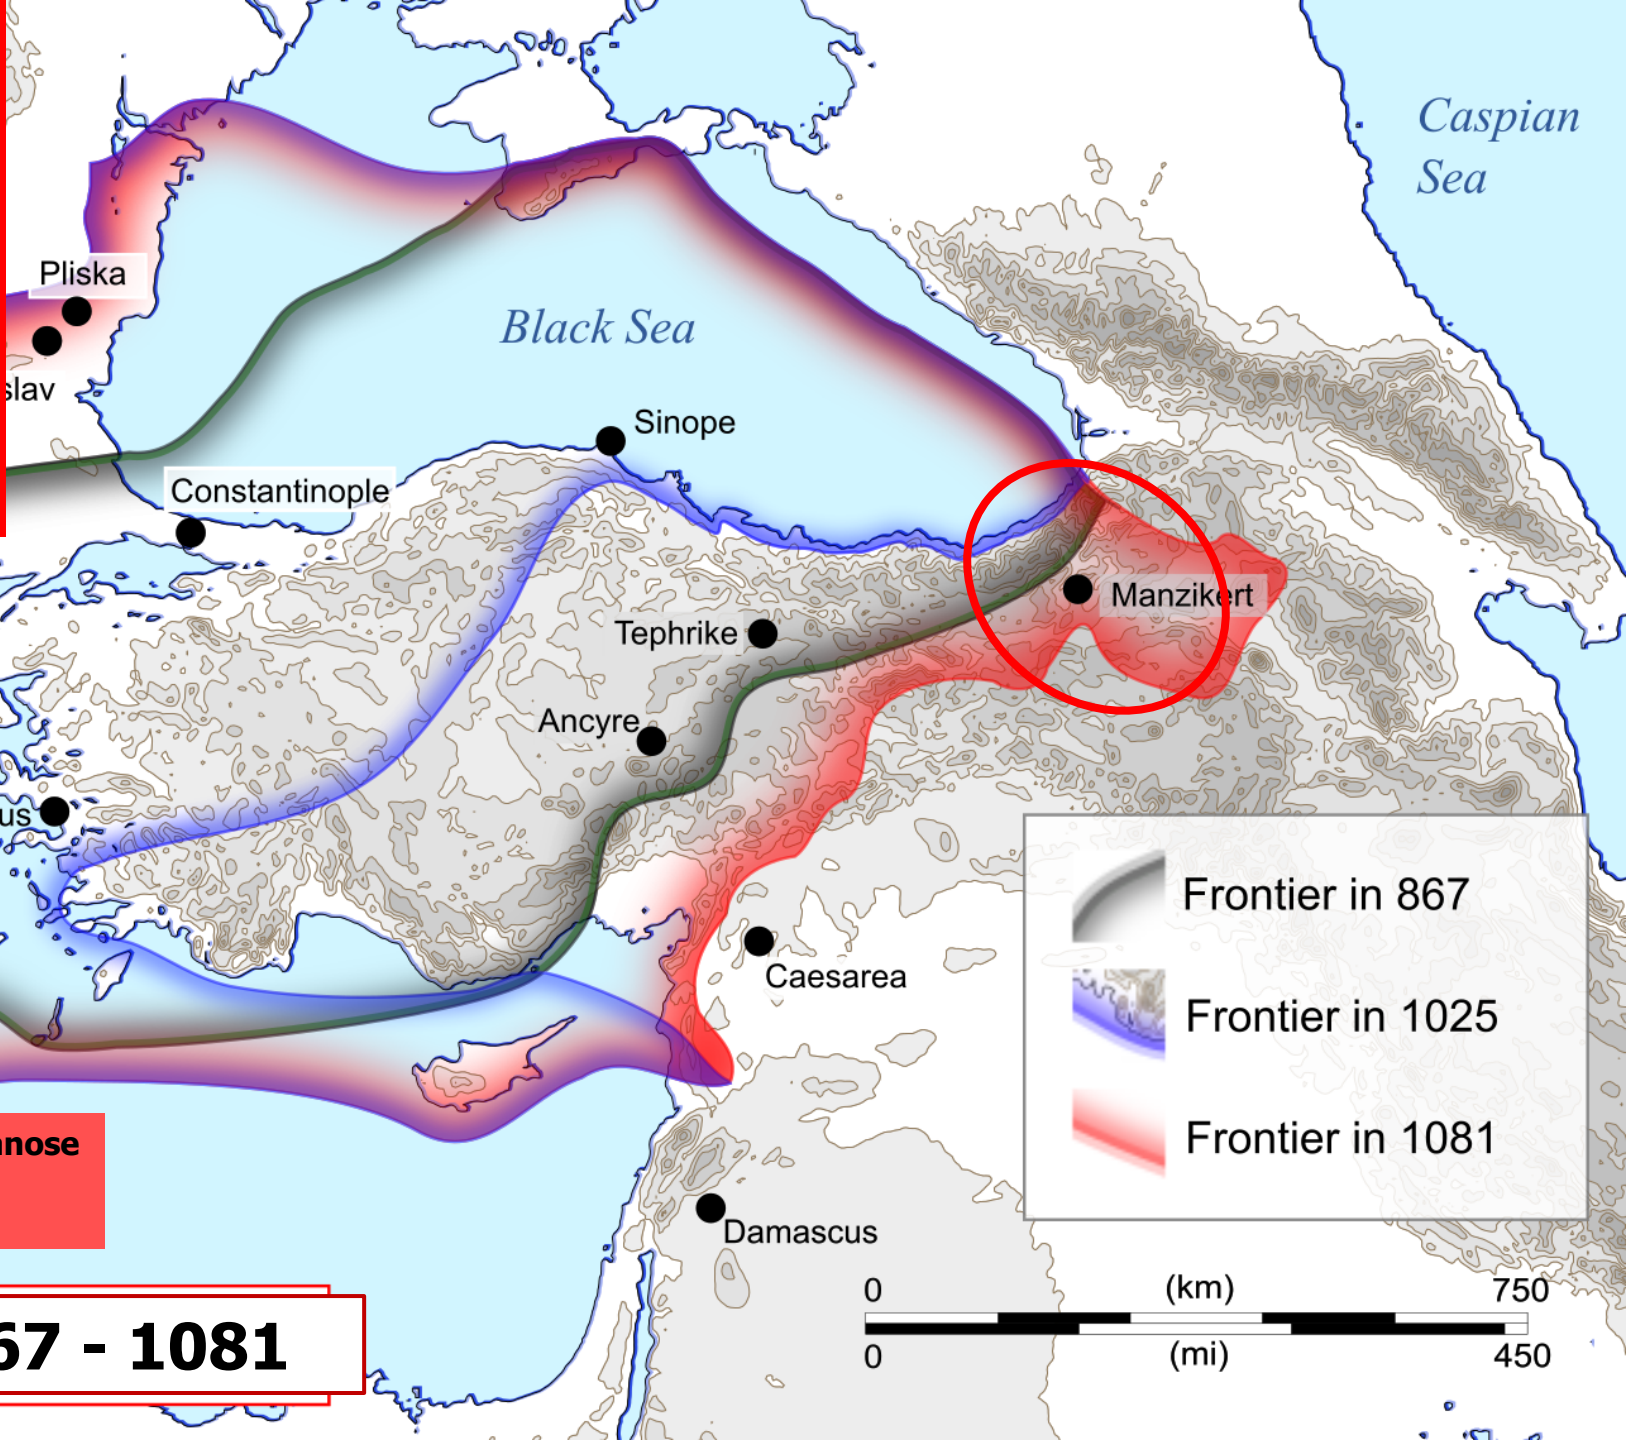 Caspian
Sea
Pliska
slav
Black Sea
Sinope
Constantinople
Manzikert
Tephrike
Ancyre
us
Caesarea
Frontier in 867
Frontier in 1025
Frontier in 1081
nose
Damascus
0 (km) 750
0 (mi) 450
67 - 1081